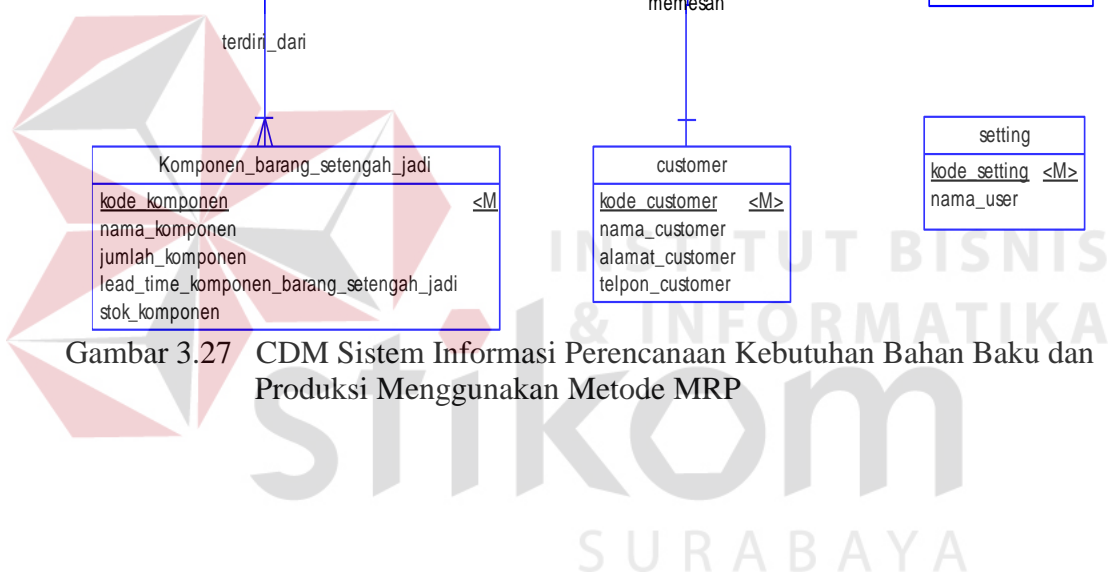 memesan
terdiri_dari
Komponen_barang_setengah_jadi
kode_komponen <M
nama_komponen
jumlah_komponen
lead_time_komponen_barang_setengah_jadi
stok_komponen
customer
kode_customer <M>
nama_customer
alamat_customer
telpon_customer
setting
kode_setting <M>
nama_user
INSTITUT BISNIS
& INFORMATIKA
Gambar 3.27 CDM Sistem Informasi Perencanaan Kebutuhan Bahan Baku dan
Produksi Menggunakan Metode MRP
stikom
SURABAYA